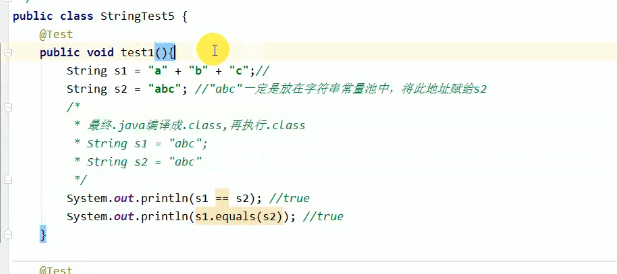 public class StringTest5 {
@Test
public void test1(){
String s1 = "a" + "b" + "c";//
String s2 = "abc"; //"abc"一定是放在字符串常量池中，将此地址赋给s2
/*
* 最终.java编译成.class,再执行.class
* String s1 = "abc";
* String s2 = "abc"
*/
System.out.println(s1 == s2); //true
System.out.println(s1.equals(s2)); //true
}
@Test